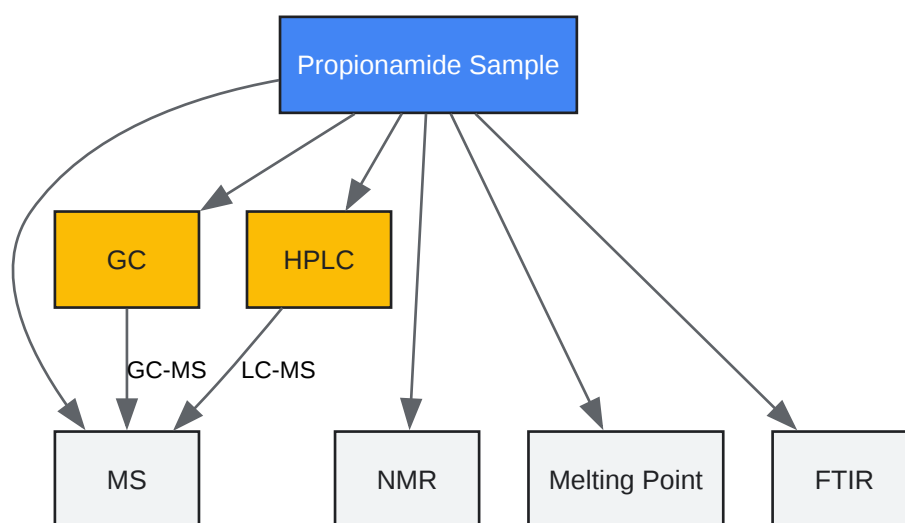 Propionamide Sample
GC
HPLC
GC-MS
LC-MS
MS
NMR
Melting Point
FTIR